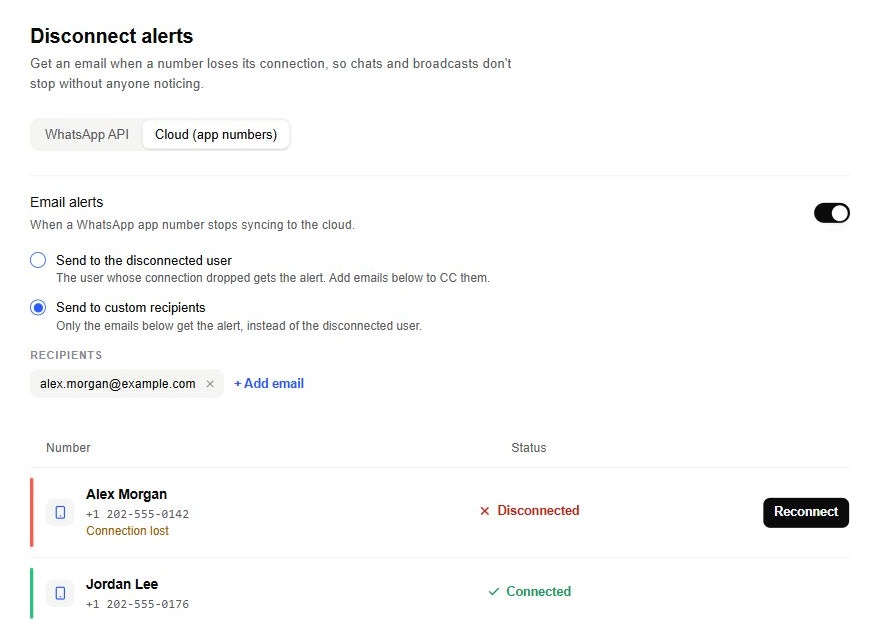 Disconnect alerts
Get an email when a number loses its connection, so chats and broadcasts don't
stop without anyone noticing.
WhatsApp API
Cloud (app numbers)
Email alerts
When a WhatsApp app number stops syncing to the cloud.
Send to the disconnected user
The user whose connection dropped gets the alert. Add emails below to CC them.
Send to custom recipients
Only the emails below get the alert, instead of the disconnected user.
RECIPIENTS
alex.morgan@example.com ×
+ Add email
Number
Status
Alex Morgan
+1 202-555-0142
Connection lost
Disconnected
Reconnect
Jordan Lee
+1 202-555-0176
Connected